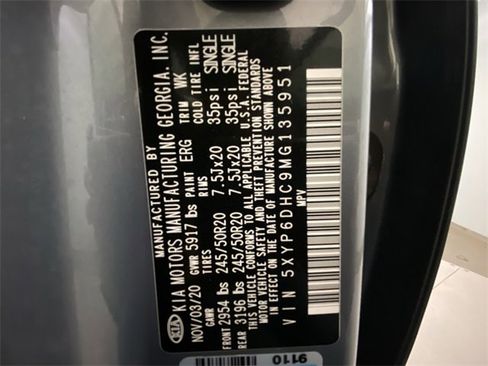 MANUFACTURED BY
KIA KIA MOTORS MANUFACTURING GEORGIA, INC.
NOV/03/20 PAINT ERG TRIM WK
GVWR 5917 lbs
GAWR TIRES RIMS COLD TIRE INFL
FRONT 2954 lbs 245/50R20 7.5Jx20 35psi SINGLE
REAR 3196 lbs 245/50R20 7.5Jx20 35psi SINGLE
THIS VEHICLE CONFORMS TO ALL APPLICABLE U.S.A. FEDERAL
MOTOR VEHICLE SAFETY AND THEFT PREVENTION
STANDARDS IN EFFECT ON THE DATE OF
MANUFACTURE SHOWN ABOVE.
VIN 5XYP6DHC9MG135951
MPV
9110